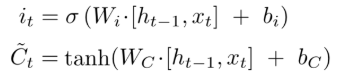 i_t = σ (W_i·[h_{t−1}, x_t] + b_i)
C̃_t = tanh(W_C·[h_{t−1}, x_t] + b_C)